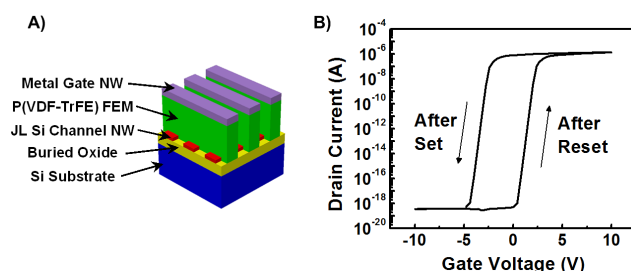 A)
Metal Gate NW
P(VDF-TrFE) FEM
JL Si Channel NW
Buried Oxide
Si Substrate
B)
Drain Current (A)
10⁻⁴
10⁻⁶
10⁻⁸
10⁻¹⁰
10⁻¹²
10⁻¹⁴
10⁻¹⁶
10⁻¹⁸
10⁻²⁰
After
Set
After
Reset
-10 -5 0 5 10
Gate Voltage (V)